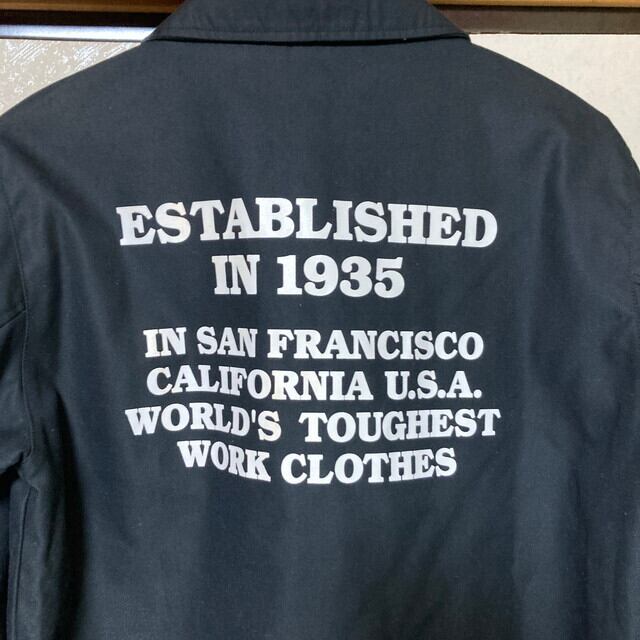 ESTABLISHED
IN 1935
IN SAN FRANCISCO
CALIFORNIA U.S.A.
WORLD'S TOUGHEST
WORK CLOTHES